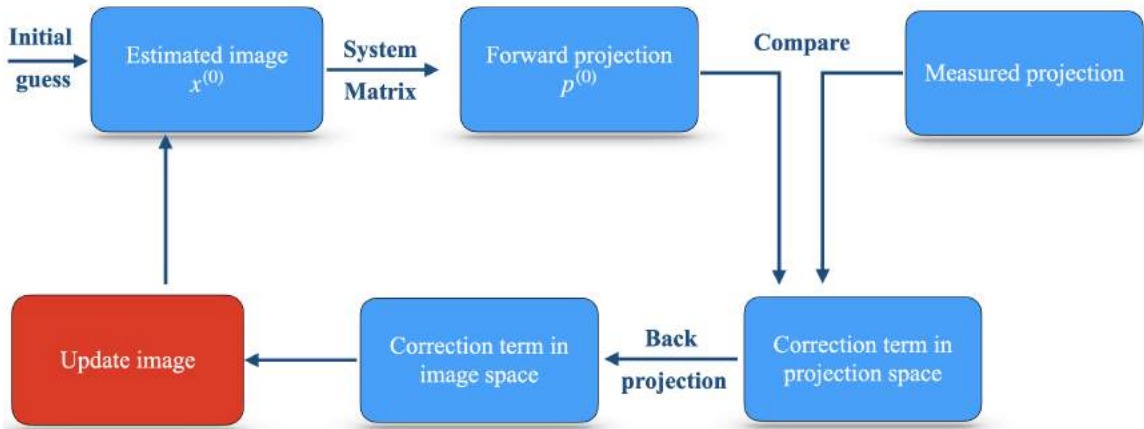 Initial
guess
Estimated image
x^{(0)}
System
Matrix
Forward projection
p^{(0)}
Compare
Measured projection
Update image
Correction term in
image space
Back
projection
Correction term in
projection space